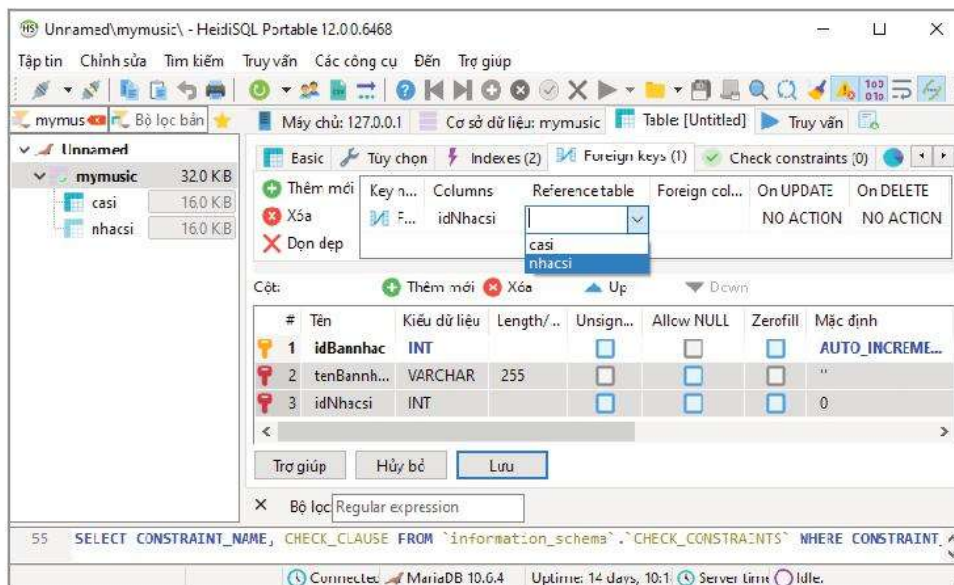 Unnamed\mymusic\ - HeidiSQL Portable 12.0.0.6468
Tập tin Chỉnh sửa Tìm kiếm Truy vấn Các công cụ Đến Trợ giúp
mymus Bộ lọc bản Máy chủ: 127.0.0.1 Cơ sở dữ liệu: mymusic Table: [Untitled] Truy vấn
Unnamed
mymusic 32.0 KB
casi 16.0 KB
nhacsi 16.0 KB
Basic Tùy chọn Indexes (2) Foreign keys (1) Check constraints (0)
Thêm mới
Xóa
Dọn dẹp
Key n... Columns Reference table Foreign col... On UPDATE On DELETE
F... idNhacsi NO ACTION NO ACTION
casi
nhacsi
Cột: Thêm mới Xóa Up Down
# Tên Kiểu dữ liệu Length/... Unsign... Allow NULL Zerofill Mặc định
1 idBannhac INT AUTO_INCREME...
2 tenBannh... VARCHAR 255 ''
3 idNhacsi INT 0
Trợ giúp Hủy bỏ Lưu
Bộ lọc: Regular expression
55 SELECT CONSTRAINT_NAME, CHECK_CLAUSE FROM `information_schema`.`CHECK_CONSTRAINTS` WHERE CONSTRAINT_
Connected MariaDB 10.6.4 Uptime: 14 days, 10:1 Server time Idle.